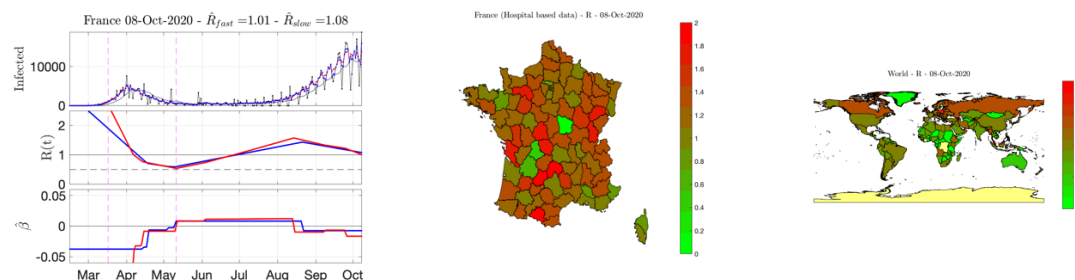 France 08-Oct-2020 - R̂fast =1.01 - R̂slow =1.08
Infected
10000
0
R(t)
2
1
0
β̂
0.05
0
-0.05
Mar Apr May Jun Jul Aug Sep Oct
France (Hospital based data) - R - 08-Oct-2020
2
1.8
1.6
1.4
1.2
1
0.8
0.6
0.4
0.2
0
World - R - 08-Oct-2020